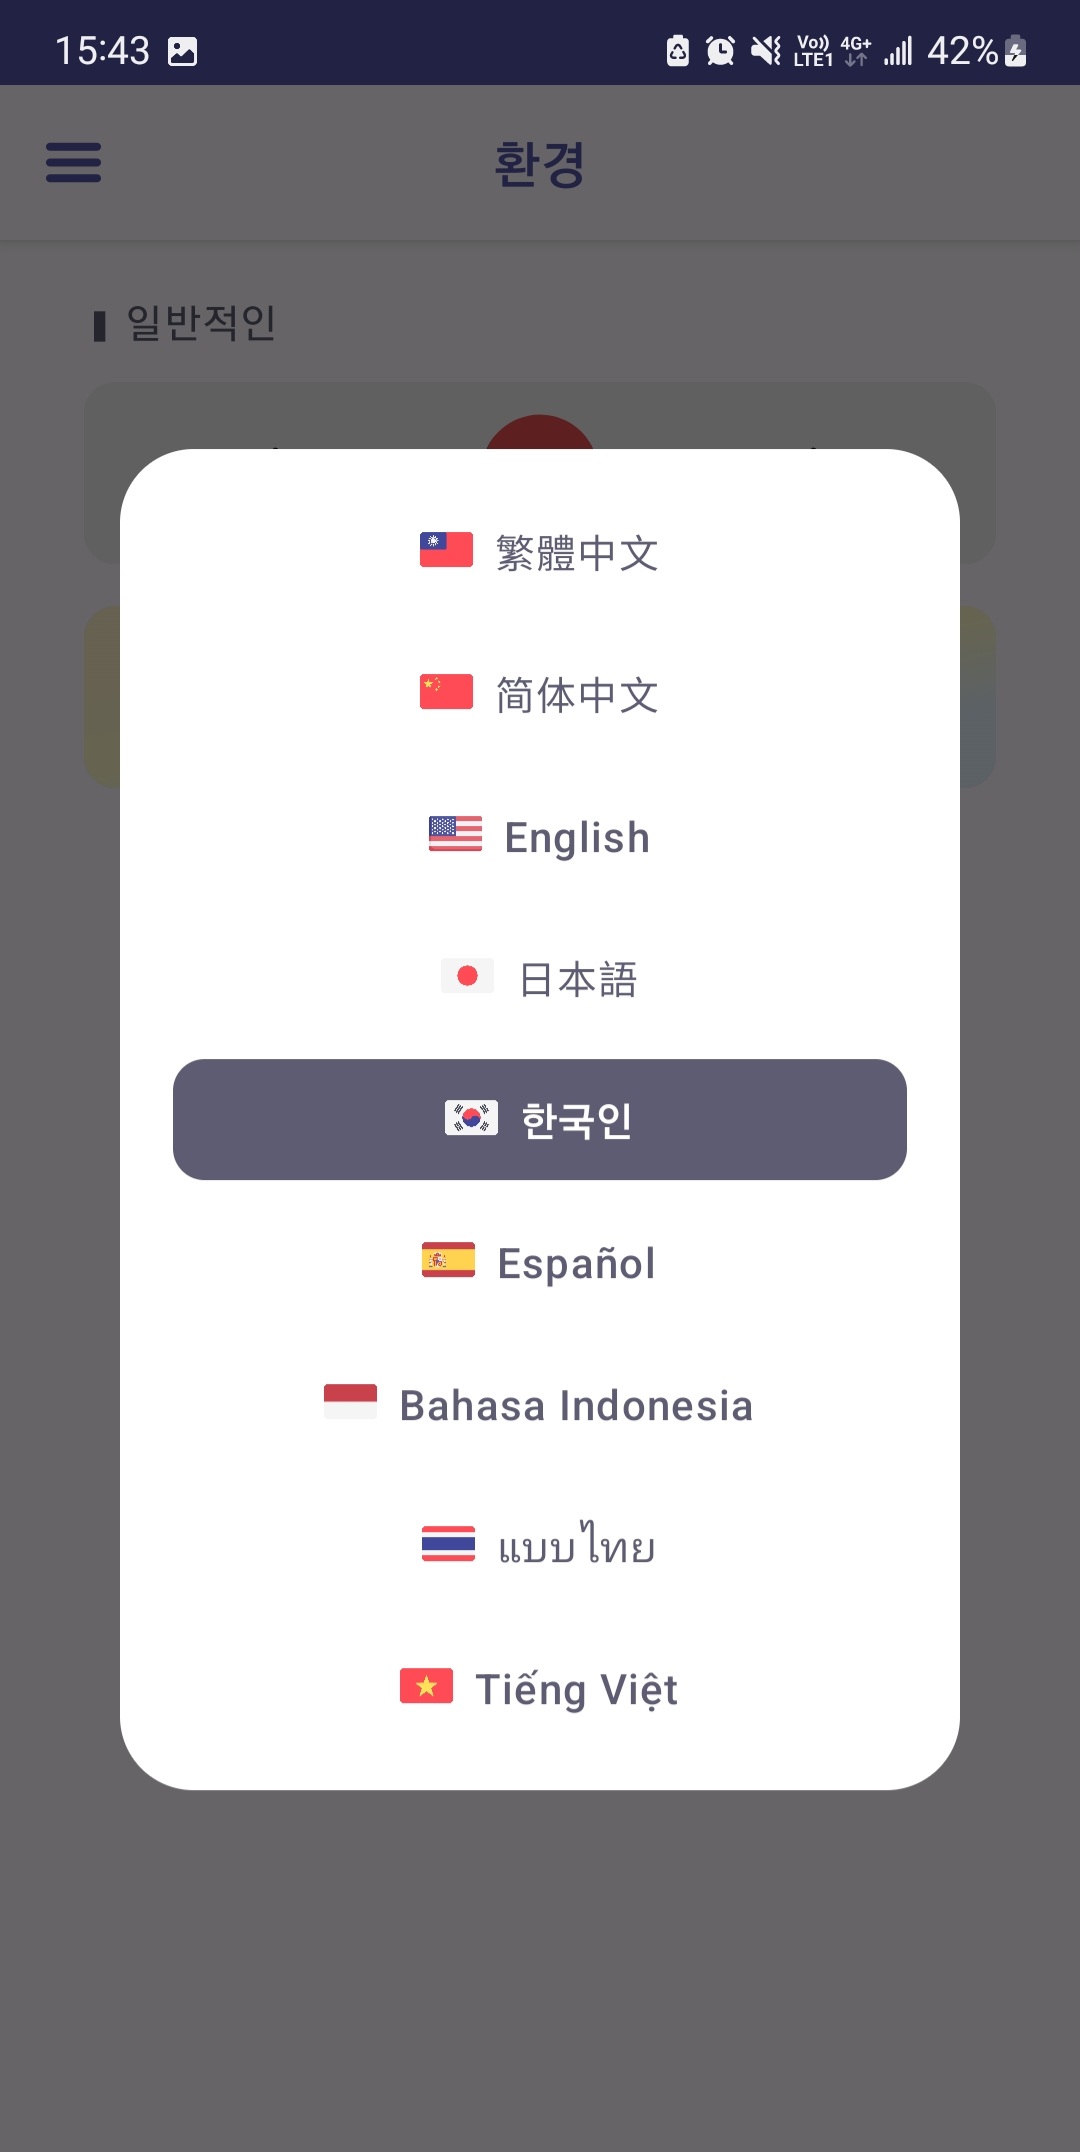 15:43
Vo)) LTE1 4G+ 42%
환경
일반적인
繁體中文
简体中文
English
日本語
한국인
Español
Bahasa Indonesia
แบบไทย
Tiếng Việt